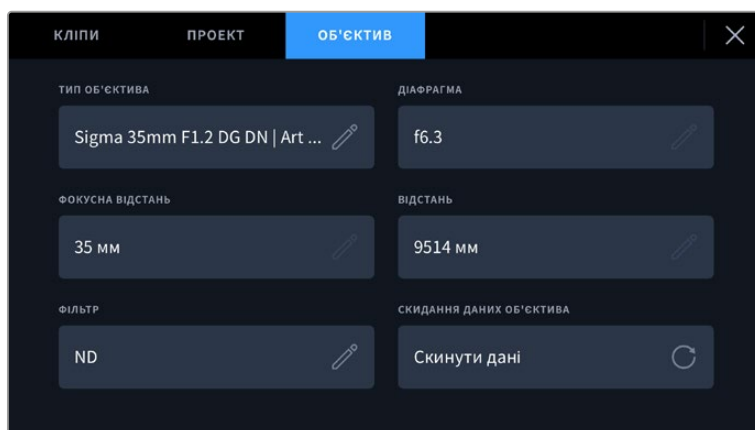 КЛІПИ ПРОЕКТ ОБ'ЄКТИВ
ТИП ОБ'ЄКТИВА
Sigma 35mm F1.2 DG DN | Art ...
ДІАФРАГМА
f6.3
ФОКУСНА ВІДСТАНЬ
35 мм
ВІДСТАНЬ
9514 мм
ФІЛЬТР
ND
СКИДАННЯ ДАНИХ ОБ'ЄКТИВА
Скинути дані